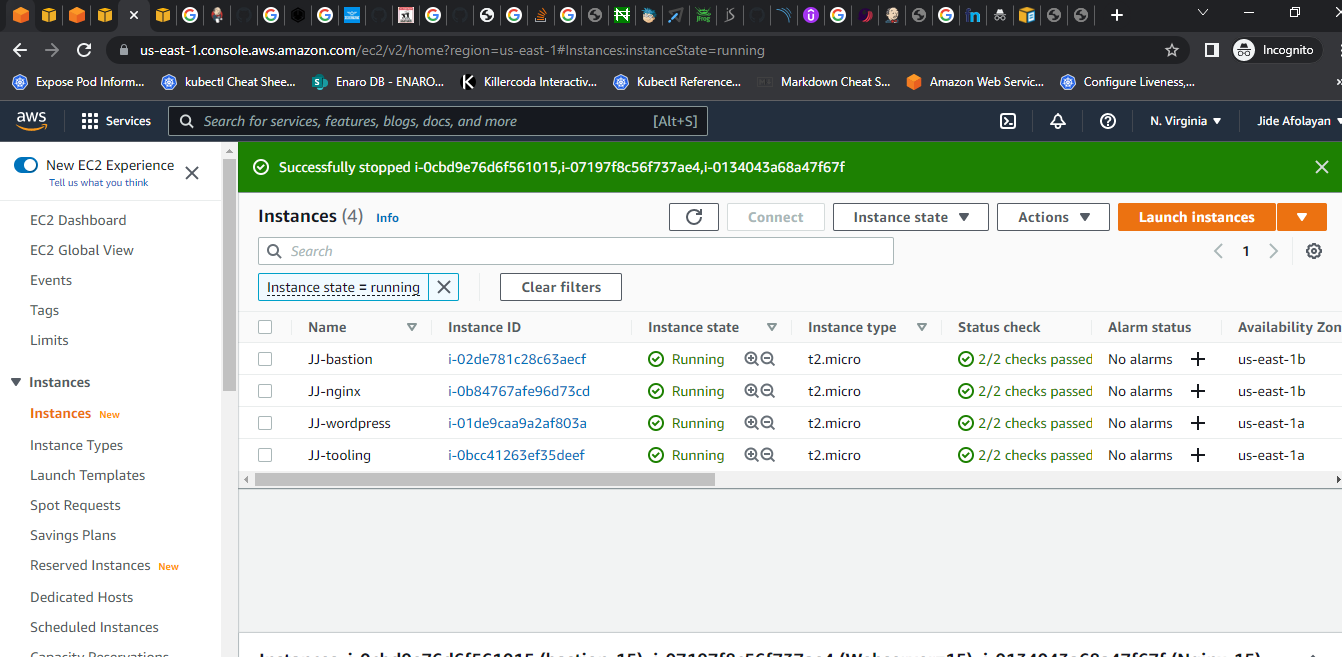 us-east-1.console.aws.amazon.com/ec2/v2/home?region=us-east-1#Instances:instanceState=running
Incognito
Expose Pod Inform...
kubectl Cheat Shee...
Enaro DB - ENARO...
Killercoda Interactiv...
Kubectl Reference...
Markdown Cheat S...
Amazon Web Servic...
Configure Liveness,...
aws
Services
Search for services, features, blogs, docs, and more
[Alt+S]
N. Virginia
Jide Afolayan
New EC2 Experience
Tell us what you think
EC2 Dashboard
EC2 Global View
Events
Tags
Limits
Instances
Instances New
Instance Types
Launch Templates
Spot Requests
Savings Plans
Reserved Instances New
Dedicated Hosts
Scheduled Instances
Capacity Reservations
Successfully stopped i-0cbd9e76d6f561015,i-07197f8c56f737ae4,i-0134043a68a47f67f
Instances (4) Info
Connect
Instance state
Actions
Launch instances
Search
1
Instance state = running
Clear filters
Name Instance ID Instance state Instance type Status check Alarm status Availability Zon
JJ-bastion i-02de781c28c63aecf Running t2.micro 2/2 checks passed No alarms us-east-1b
JJ-nginx i-0b84767afe96d73cd Running t2.micro 2/2 checks passed No alarms us-east-1b
JJ-wordpress i-01de9caa9a2af803a Running t2.micro 2/2 checks passed No alarms us-east-1a
JJ-tooling i-0bcc41263ef35deef Running t2.micro 2/2 checks passed No alarms us-east-1a